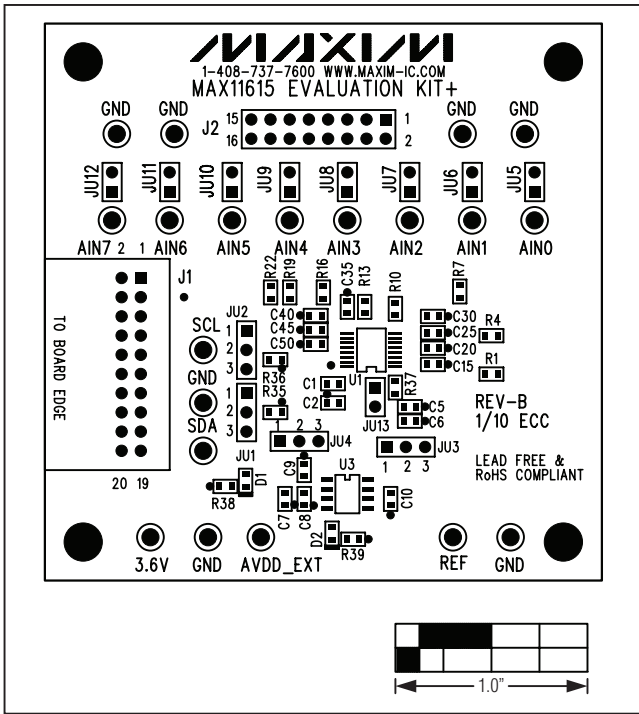 MAXIM
1-408-737-7600 WWW.MAXIM-IC.COM
MAX11615 EVALUATION KIT+
GND GND GND GND
J2 15 1
16 2
JU12 JU11 JU10 JU9 JU8 JU7 JU6 JU5
AIN7 AIN6 AIN5 AIN4 AIN3 AIN2 AIN1 AIN0
2 1
J1
TO BOARD EDGE
20 19
R22 R19 R16 C35 R13 R10 R7
JU2
SCL
1
2
3
C40
C45
C50
C30
C25
C20
C15
R4
R1
GND
R36
R35
U1
C1
C2
R37
JU13
C5
C6
REV-B
1/10 ECC
SDA
1
2
3
JU1
1 2 3
JU4
1 2 3
JU3
LEAD FREE &
RoHS COMPLIANT
D1
R38
C9
U3
C7
C8
C10
D2
R39
3.6V GND AVDD_EXT REF GND
1.0"